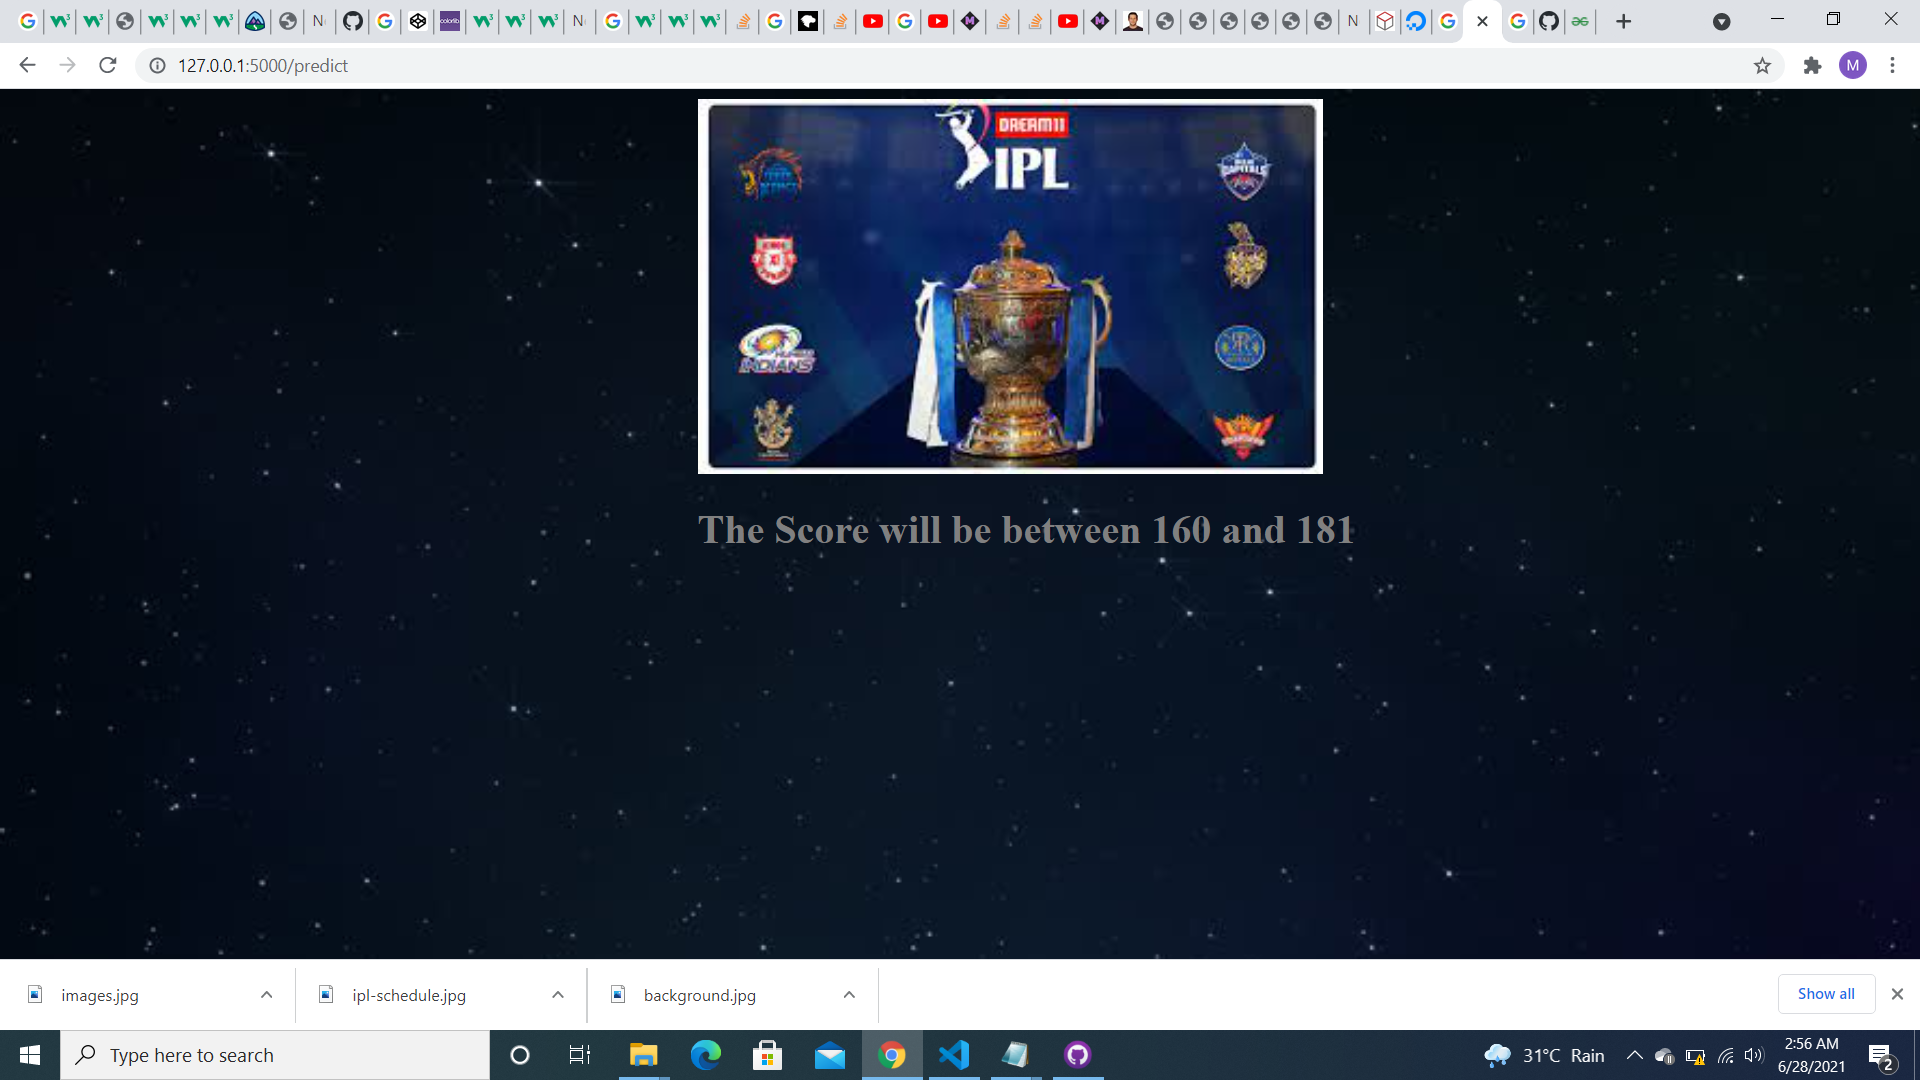 127.0.0.1:5000/predict
M
DREAM11
IPL
CAPITALS
INDIANS
The Score will be between 160 and 181
images.jpg
ipl-schedule.jpg
background.jpg
Show all
Type here to search
31°C Rain
2:56 AM
6/28/2021
2